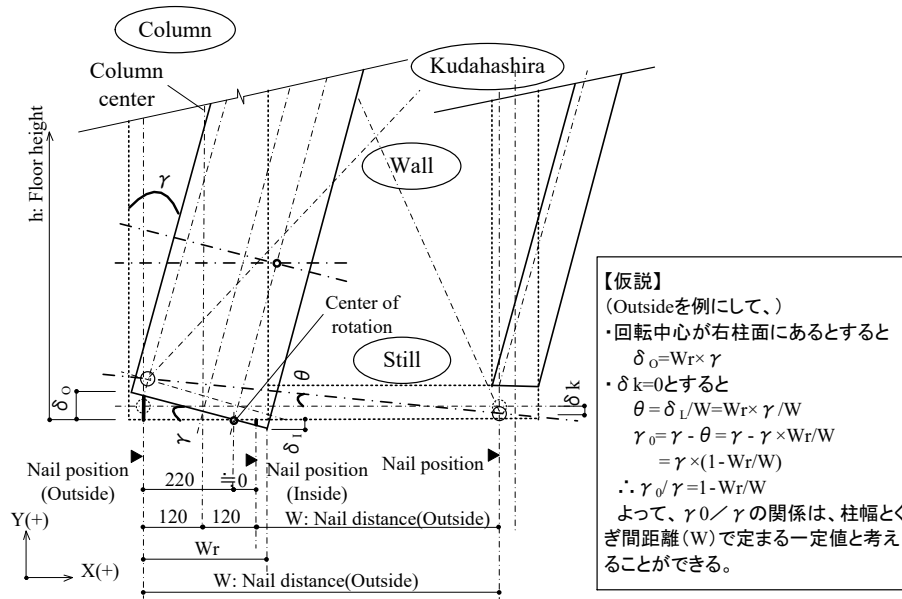 Column
Column
center
Kudahashira
h: Floor height
γ
Wall
Center of
rotation
Still
θ
δO
γ
δI
δk
Nail position
(Outside)
Nail position
(Inside)
Nail position
220
≒0
120
120
W: Nail distance(Outside)
Wr
W: Nail distance(Outside)
Y(+)
X(+)
【仮説】
(Outsideを例にして、)
・回転中心が右柱面にあるとすると
δO=Wr×γ
・δk=0とすると
θ=δL/W=Wr×γ/W
γ0=γ-θ=γ-γ×Wr/W
=γ×(1-Wr/W)
∴γ0/γ=1-Wr/W
よって、γ0/γの関係は、柱幅とく
ぎ間距離(W)で定まる一定値と考え
ることができる。